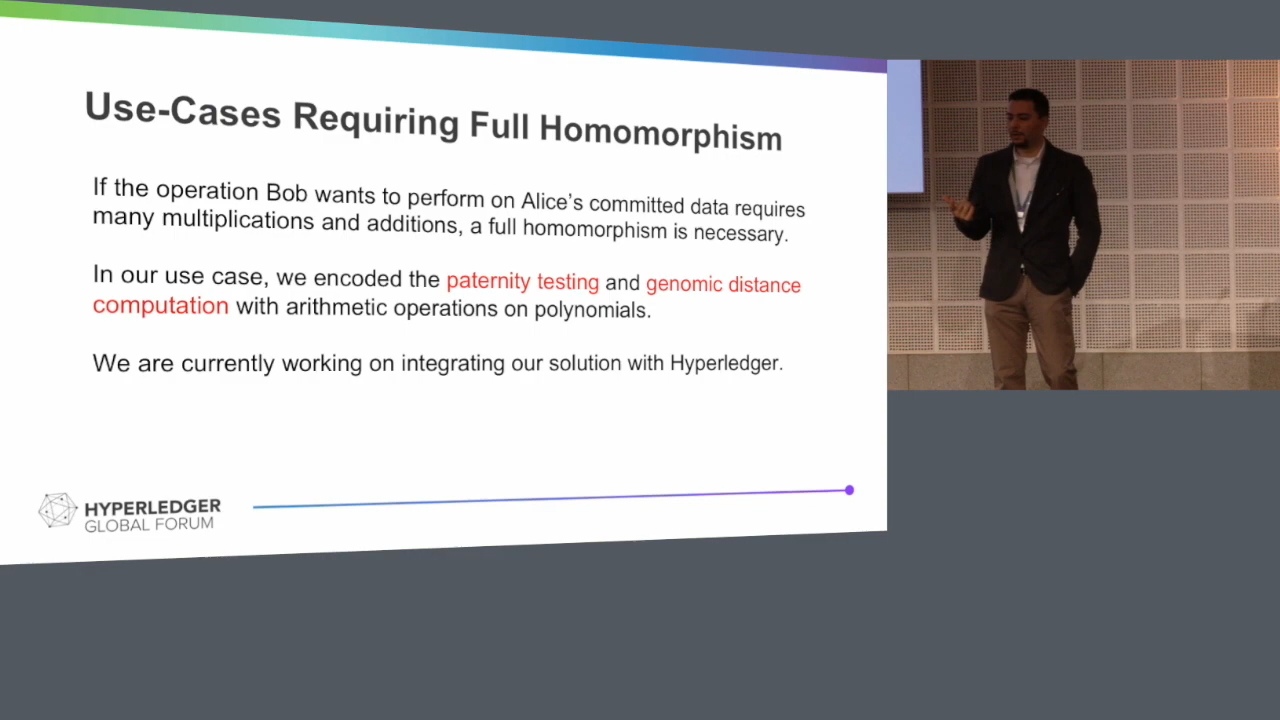 Use-Cases Requiring Full Homomorphism
If the operation Bob wants to perform on Alice's committed data requires
many multiplications and additions, a full homomorphism is necessary.
In our use case, we encoded the paternity testing and genomic distance
computation with arithmetic operations on polynomials.
We are currently working on integrating our solution with Hyperledger.
HYPERLEDGER
GLOBAL FORUM